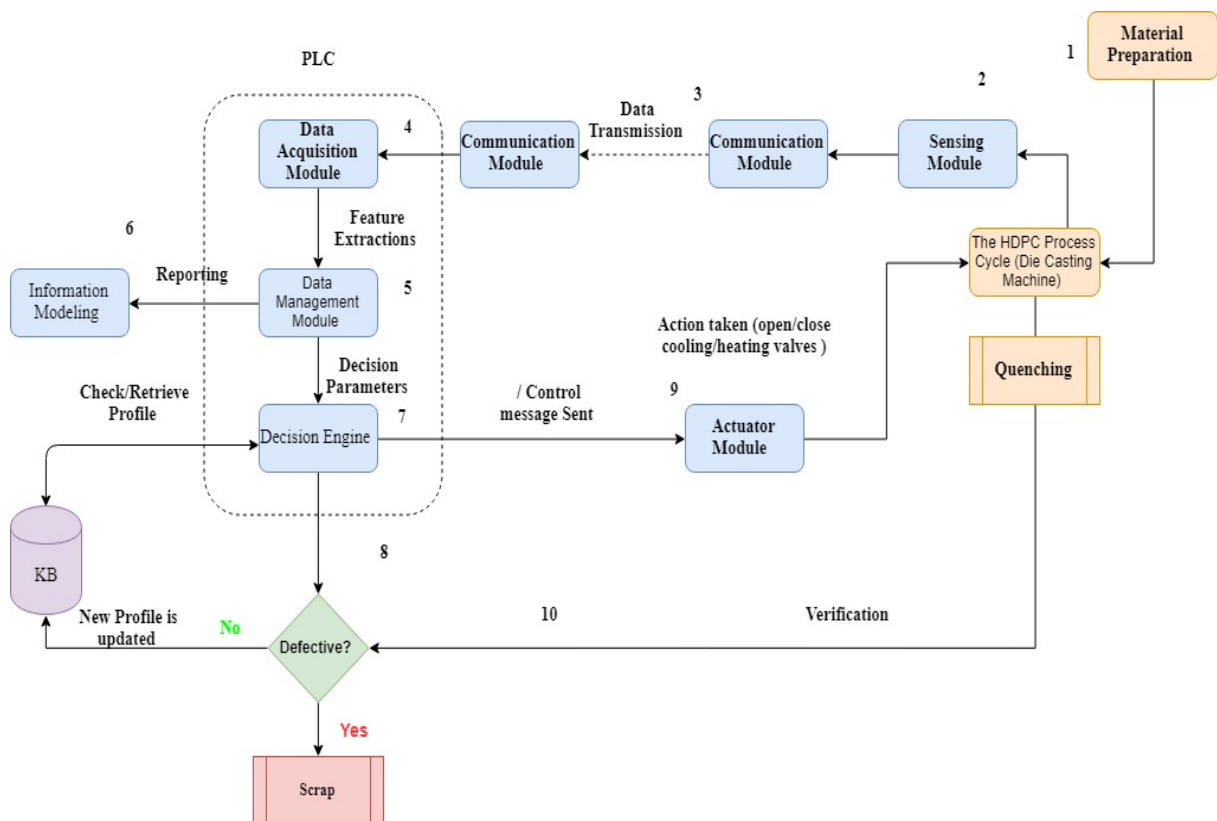 1
Material
Preparation
PLC
2
3
Data
Transmission
4
Data
Acquisition
Module
Communication
Module
Communication
Module
Sensing
Module
Feature
Extractions
6
Reporting
The HDPC Process
Cycle (Die Casting
Machine)
Information
Modeling
Data
Management
Module
5
Action taken (open/close
cooling/heating valves )
Decision
Parameters
Quenching
Check/Retrieve
Profile
/ Control
message Sent
9
7
Decision Engine
Actuator
Module
8
KB
New Profile is
updated
No
10
Verification
Defective?
Yes
Scrap